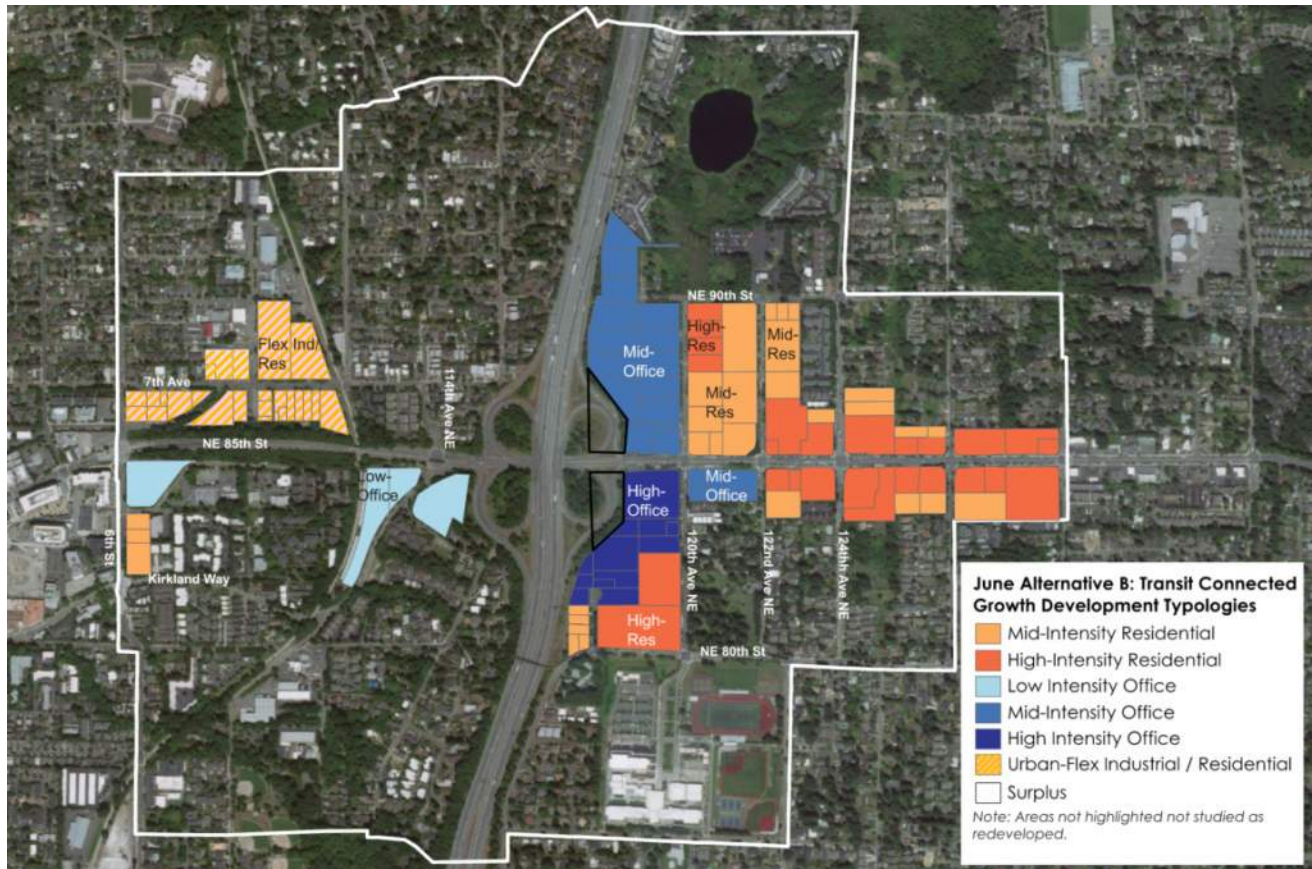 NE 90th St
High-
Res
Mid-
Res
Mid-
Office
Mid-
Res
Flex Ind/
Res
7th Ave
114th Ave NE
NE 85th St
Low-
Office
High-
Office
Mid-
Office
6th St
Kirkland Way
120th Ave NE
122nd Ave NE
124thh Ave NE
High-
Res
NE 80th St
June Alternative B: Transit Connected
Growth Development Typologies
Mid-Intensity Residential
High-Intensity Residential
Low Intensity Office
Mid-Intensity Office
High Intensity Office
Urban-Flex Industrial / Residential
Surplus
Note: Areas not highlighted not studied as
redeveloped.